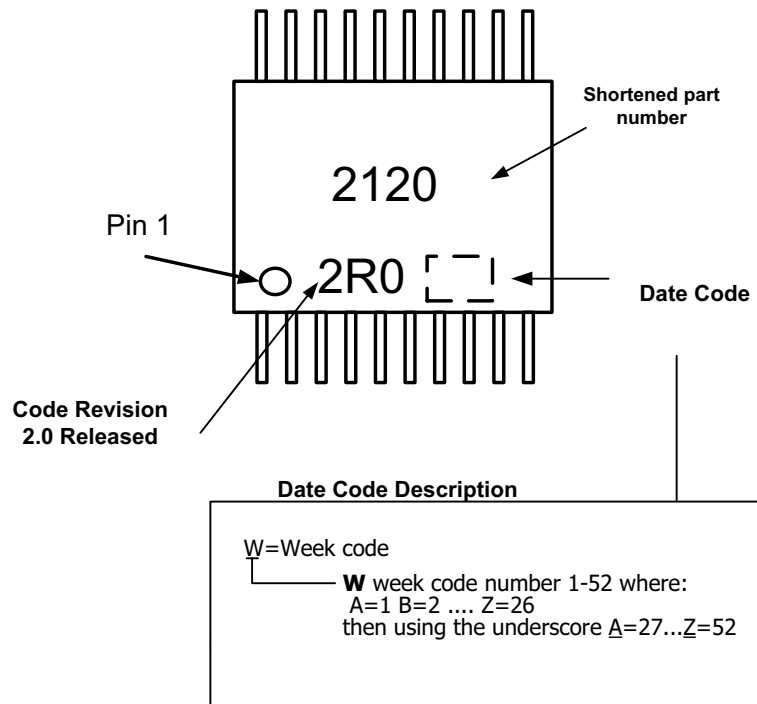 Shortened part
number
2120
Pin 1
2R0
Date Code
Code Revision
2.0 Released
Date Code Description
W=Week code
W week code number 1-52 where:
A=1 B=2 .... Z=26
then using the underscore A=27...Z=52